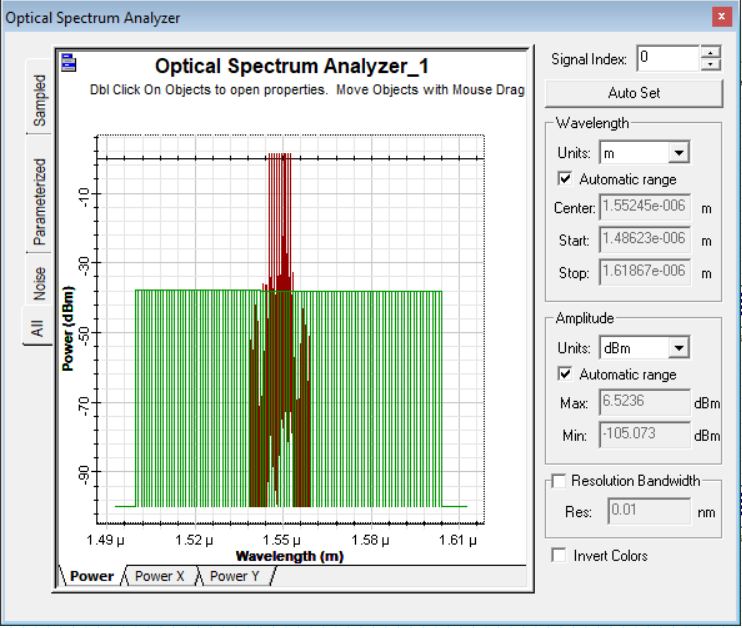 Optical Spectrum Analyzer
Sampled
Parameterized
Noise
All
Optical Spectrum Analyzer_1
Dbl Click On Objects to open properties. Move Objects with Mouse Drag
Power (dBm)
-10
-30
-50
-70
-90
1.49 µ
1.52 µ
1.55 µ
1.58 µ
1.61 µ
Wavelength (m)
Power
Power X
Power Y
Signal Index: 0
Auto Set
Wavelength
Units: m
Automatic range
Center: 1.55245e-006 m
Start: 1.48623e-006 m
Stop: 1.61867e-006 m
Amplitude
Units: dBm
Automatic range
Max: 6.5236 dBm
Min: -105.073 dBm
Resolution Bandwidth
Res: 0.01 nm
Invert Colors